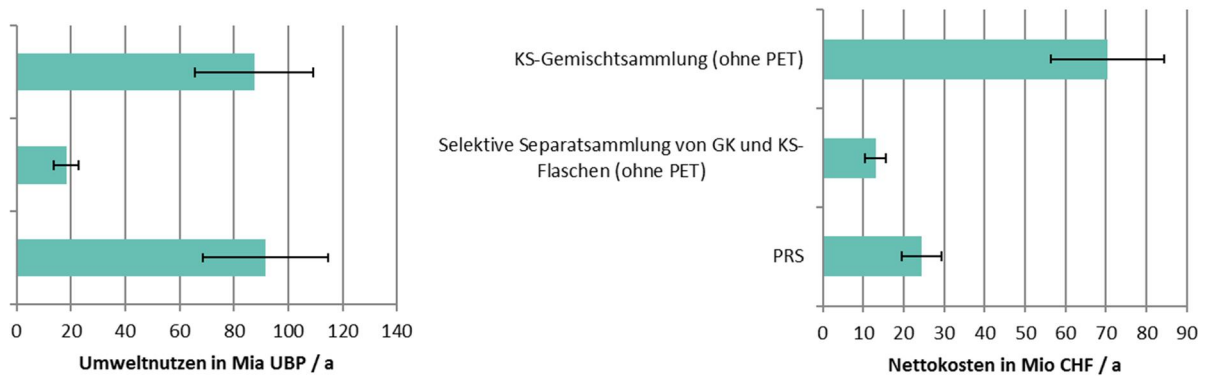 0 20 40 60 80 100 120 140
Umweltnutzen in Mia UBP / a
KS-Gemischtsammlung (ohne PET)
Selektive Separatsammlung von GK und KS-
Flaschen (ohne PET)
PRS
0 10 20 30 40 50 60 70 80 90
Nettokosten in Mio CHF / a